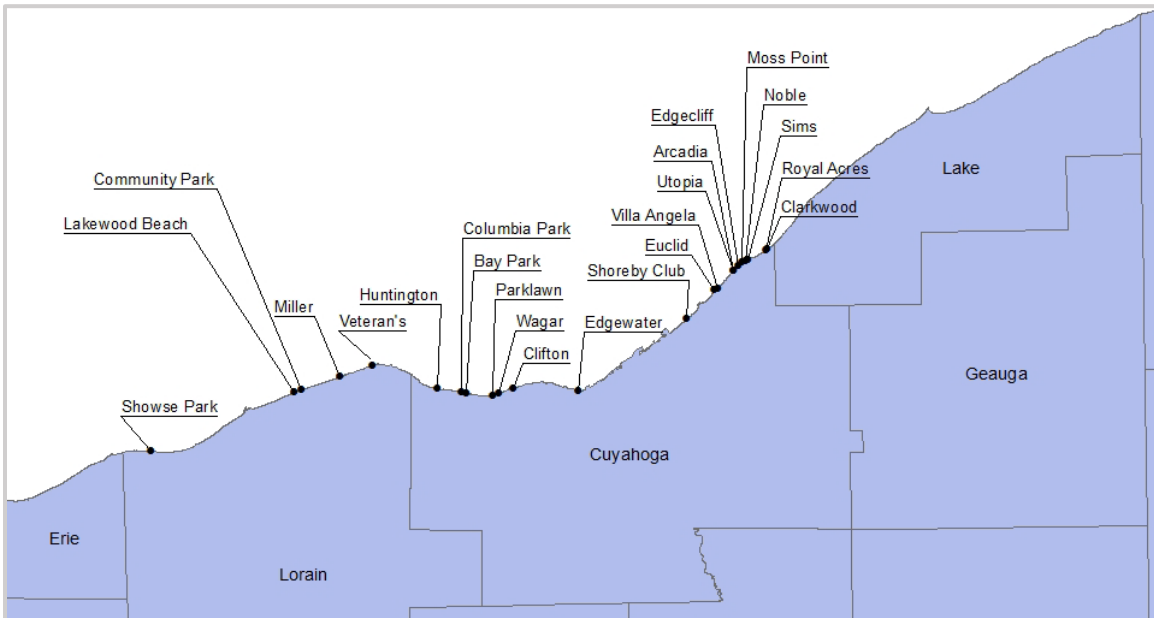 Moss Point
Noble
Edgecliff
Sims
Arcadia
Royal Acres
Lake
Community Park
Utopia
Clarkwood
Lakewood Beach
Villa Angela
Columbia Park
Euclid
Bay Park
Shoreby Club
Huntington
Parklawn
Miller
Veteran's
Wagar
Edgewater
Clifton
Geauga
Showse Park
Cuyahoga
Erie
Lorain